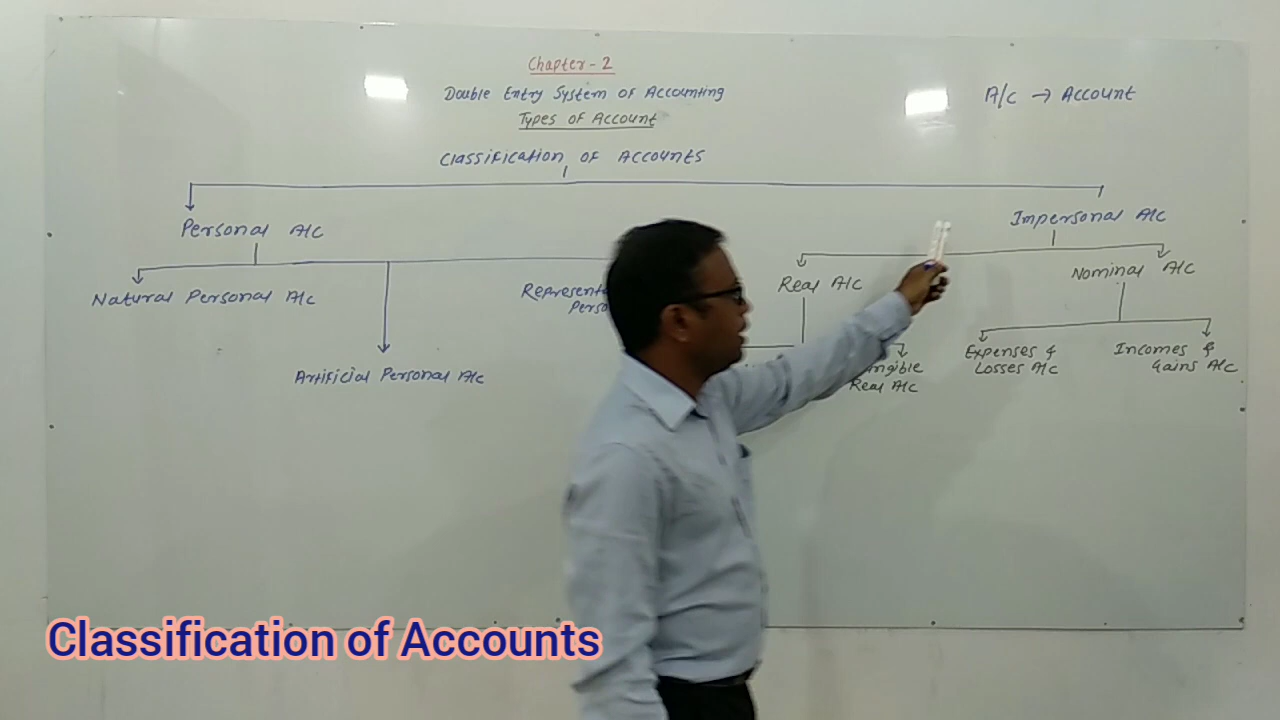 Chapter - 2
Double Entry System of Accounting
A/c → Account
Types of Account
Classification of Accounts
Personal A/c
Impersonal A/c
Natural Personal A/c
Real A/c
Nominal A/c
Artificial Personal A/c
Real A/c
Expenses &
Losses A/c
Incomes &
Gains A/c
Classification of Accounts